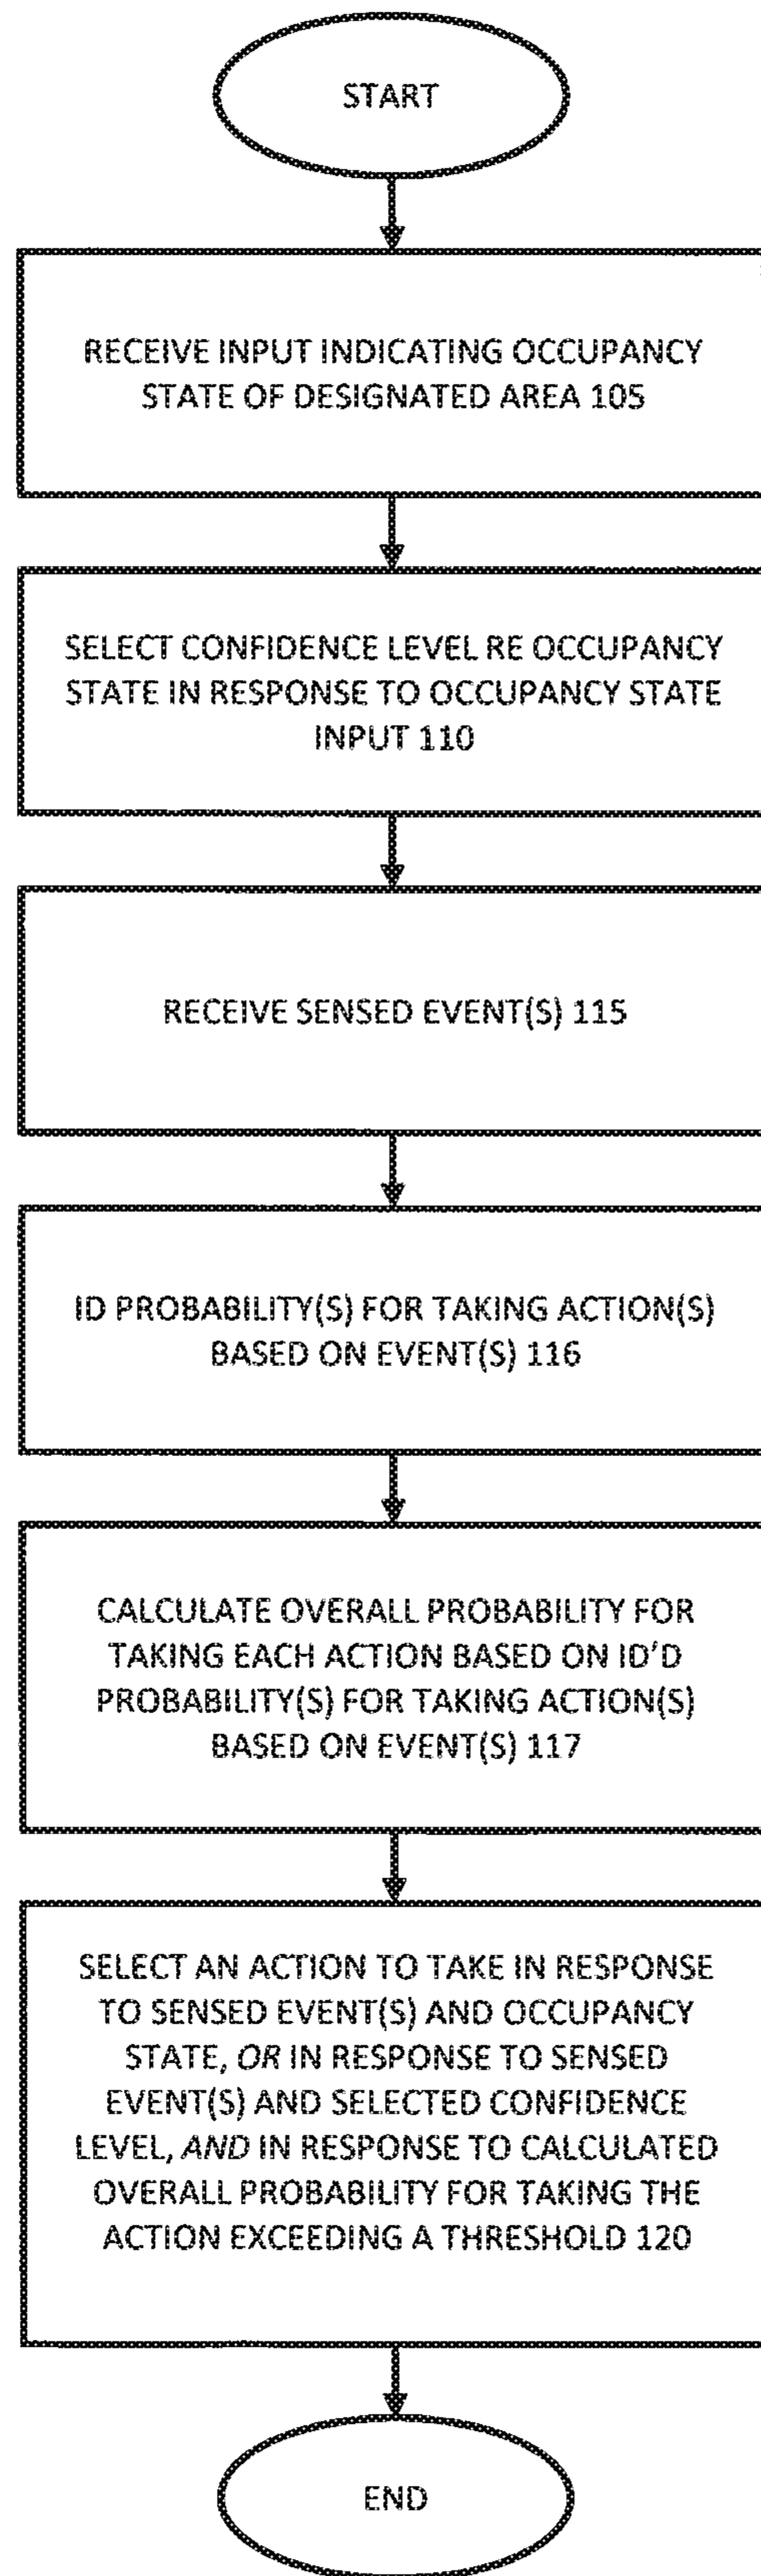 START
RECEIVE INPUT INDICATING OCCUPANCY
STATE OF DESIGNATED AREA 105
SELECT CONFIDENCE LEVEL RE OCCUPANCY
STATE IN RESPONSE TO OCCUPANCY STATE
INPUT 110
RECEIVE SENSED EVENT(S) 115
ID PROBABILITY(S) FOR TAKING ACTION(S)
BASED ON EVENT(S) 116
CALCULATE OVERALL PROBABILITY FOR
TAKING EACH ACTION BASED ON ID'D
PROBABILITY(S) FOR TAKING ACTION(S)
BASED ON EVENT(S) 117
SELECT AN ACTION TO TAKE IN RESPONSE
TO SENSED EVENT(S) AND OCCUPANCY
STATE, OR IN RESPONSE TO SENSED
EVENT(S) AND SELECTED CONFIDENCE
LEVEL, AND IN RESPONSE TO CALCULATED
OVERALL PROBABILITY FOR TAKING THE
ACTION EXCEEDING A THRESHOLD 120
END